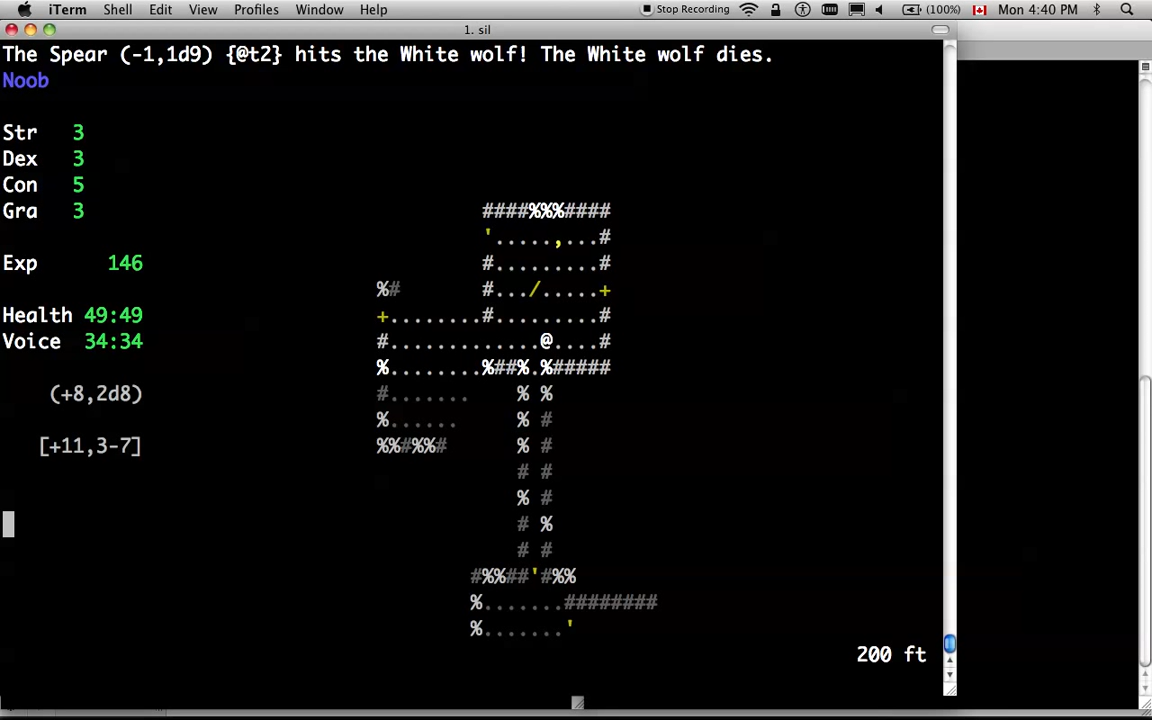 iTerm Shell Edit View Profiles Window Help Stop Recording (100%) Mon 4:40 PM
1. sil
The Spear (-1,1d9) {@t2} hits the White wolf! The White wolf dies.
Noob
Str 3
Dex 3
Con 5
Gra 3
####%%%####
'.....,...#
Exp 146
#.........#
%# #.../.....+
Health 49:49 +........#.........#
Voice 34:34 #.............@....#
%........%##%.%#####
(+8,2d8) #....... % %
%...... % #
[+11,3-7] %%#%%# % #
# #
% #
# %
# #
#%%##'#%%
%.......########
%.......'
200 ft